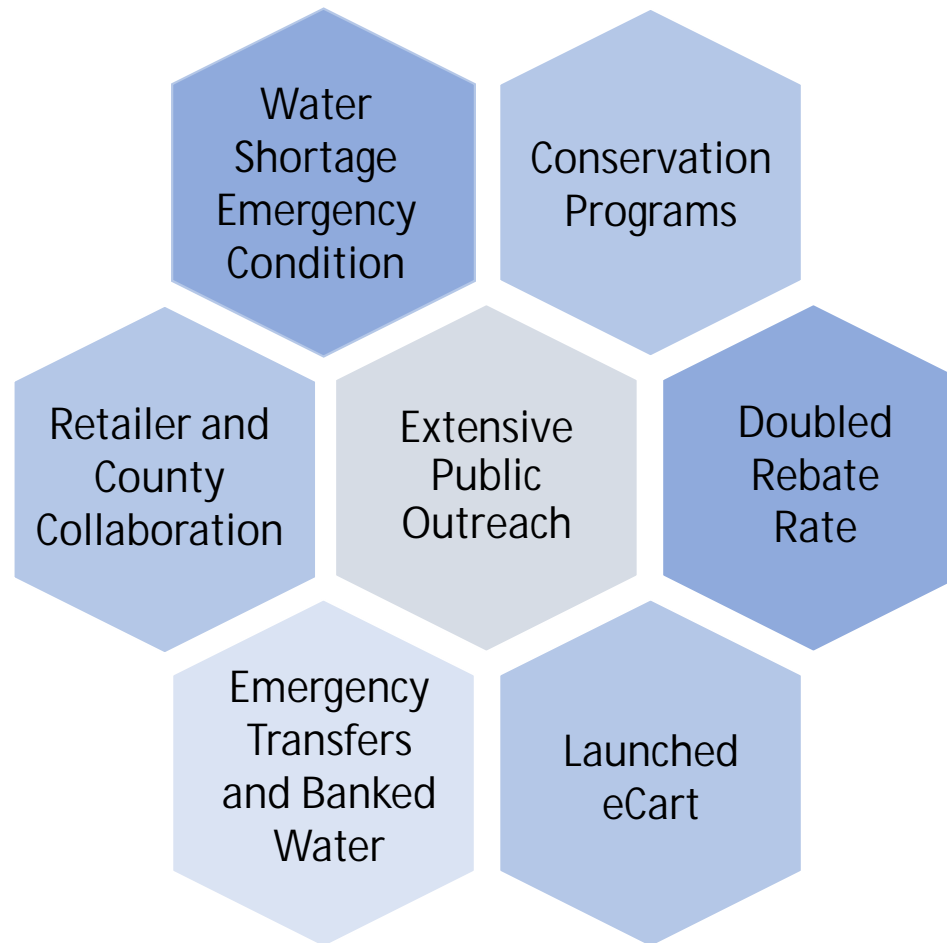 Water
Shortage
Emergency
Condition
Conservation
Programs
Retailer and
County
Collaboration
Extensive
Public
Outreach
Doubled
Rebate
Rate
Emergency
Transfers
and Banked
Water
Launched
eCart